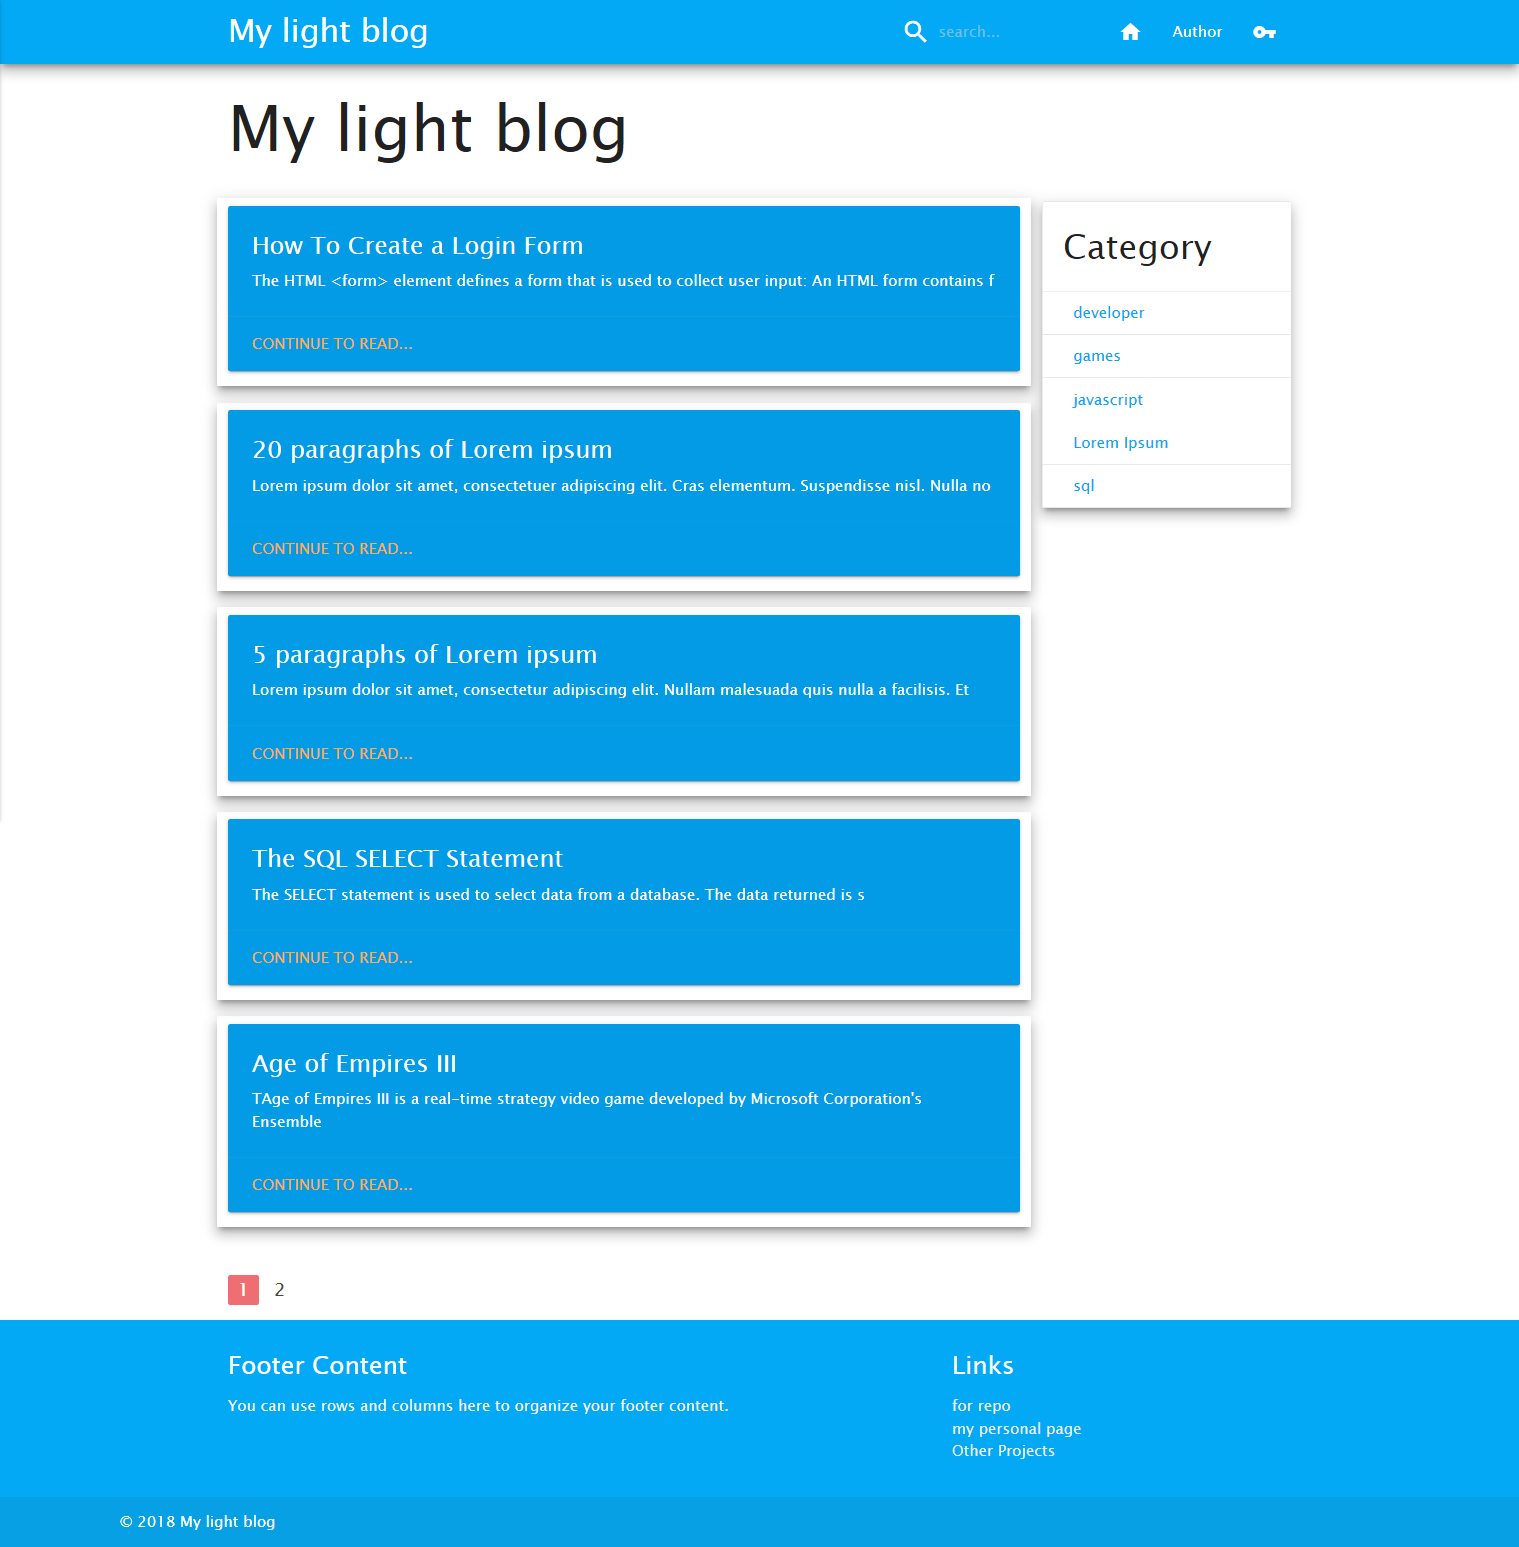 My light blog
search...
Author
My light blog
How To Create a Login Form
The HTML <form> element defines a form that is used to collect user input: An HTML form contains f
CONTINUE TO READ...
20 paragraphs of Lorem ipsum
Lorem ipsum dolor sit amet, consectetuer adipiscing elit. Cras elementum. Suspendisse nisl. Nulla no
CONTINUE TO READ...
5 paragraphs of Lorem ipsum
Lorem ipsum dolor sit amet, consectetur adipiscing elit. Nullam malesuada quis nulla a facilisis. Et
CONTINUE TO READ...
The SQL SELECT Statement
The SELECT statement is used to select data from a database. The data returned is s
CONTINUE TO READ...
Age of Empires III
TAge of Empires III is a real-time strategy video game developed by Microsoft Corporation's
Ensemble
CONTINUE TO READ...
Category
developer
games
javascript
Lorem Ipsum
sql
1 2
Footer Content
You can use rows and columns here to organize your footer content.
Links
for repo
my personal page
Other Projects
© 2018 My light blog